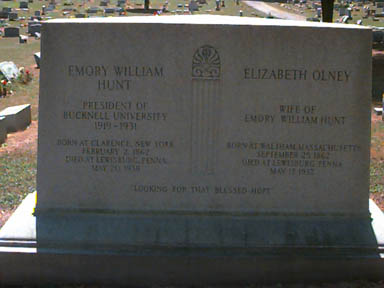 EMORY WILLIAM
HUNT
PRESIDENT OF
BUCKNELL UNIVERSITY
1919-1931
BORN AT CLARENCE, NEW YORK
FEBRUARY 2, 1862
DIED AT LEWISBURG, PENNA.
MAY 20, 1938
ELIZABETH OLNEY
WIFE OF
EMORY WILLIAM HUNT
BORN AT WALTHAM, MASSACHUSETTS
SEPTEMBER 25, 1862
DIED AT LEWISBURG, PENNA.
MAY 17, 1937
"LOOKING FOR THAT BLESSED HOPE"